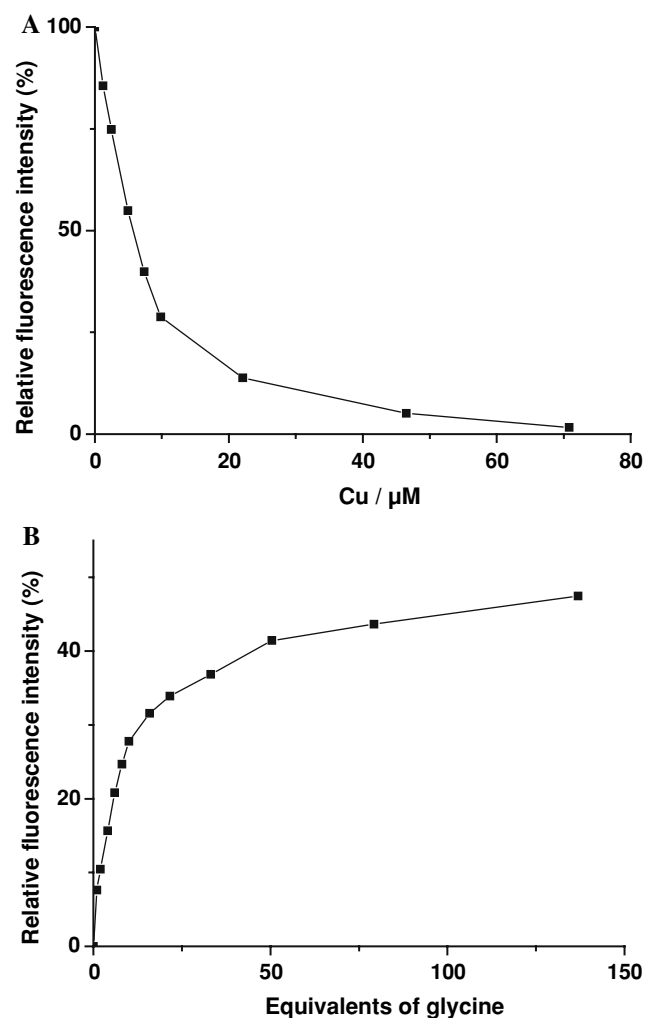 A
Relative fluorescence intensity (%)
100
50
0
0 20 40 60 80
Cu / µM
B
Relative fluorescence intensity (%)
40
20
0
0 50 100 150
Equivalents of glycine